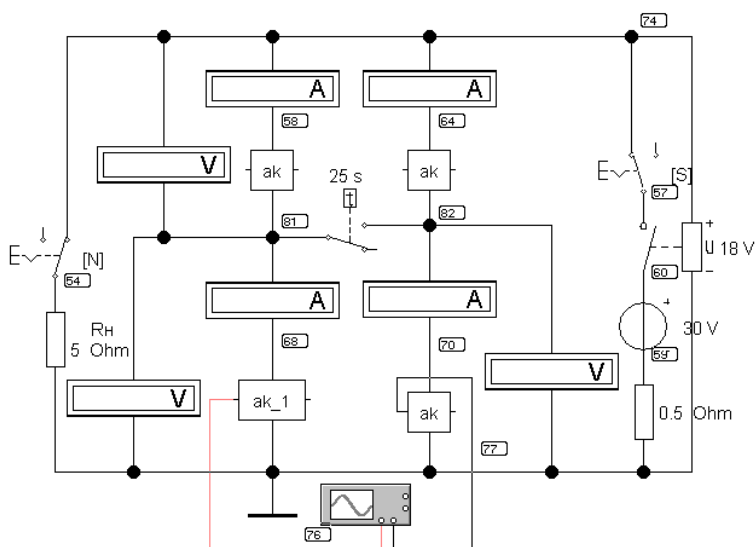 74
A
A
58
64
V
ak
ak
25 s
t
E
[S]
57
81
82
E
[N]
54
+
u
18 V
−
60
A
A
+
30 V
Rн
5 Ohm
68
70
59
V
ak_1
ak
V
0.5 Ohm
77
76